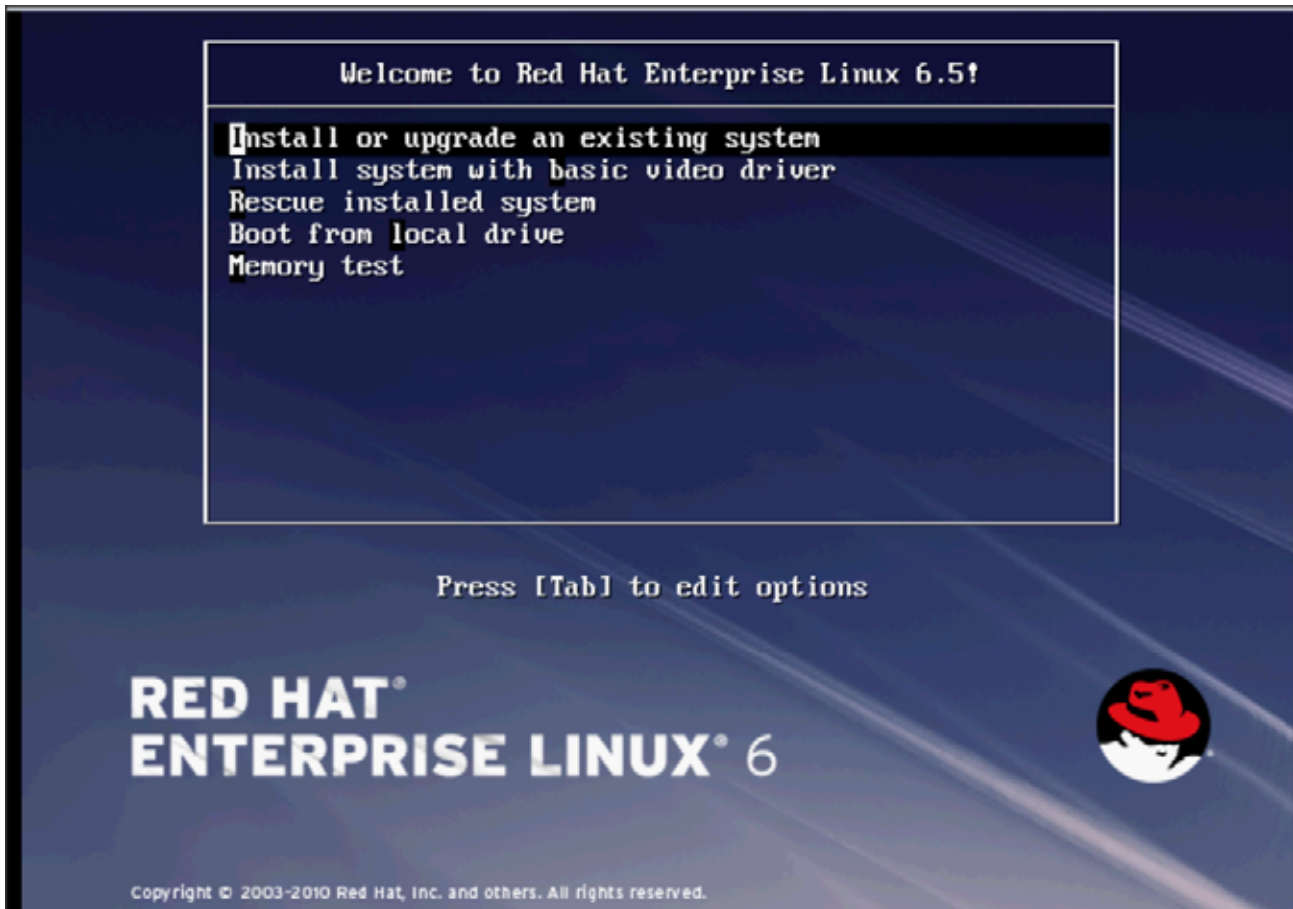 Welcome to Red Hat Enterprise Linux 6.5!
Install or upgrade an existing system
Install system with basic video driver
Rescue installed system
Boot from local drive
Memory test
Press [Tab] to edit options
RED HAT®
ENTERPRISE LINUX® 6
Copyright © 2003-2010 Red Hat, Inc. and others. All rights reserved.